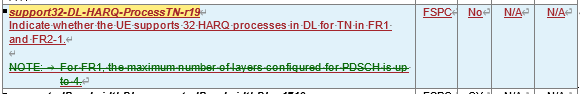 support32-DL-HARQ-ProcessTN-r19
Indicate whether the UE supports 32 HARQ processes in DL for TN in FR1
and FR2-1.
NOTE: → For FR1, the maximum number of layers configured for PDSCH is up
to 4.
FSPC No N/A N/A